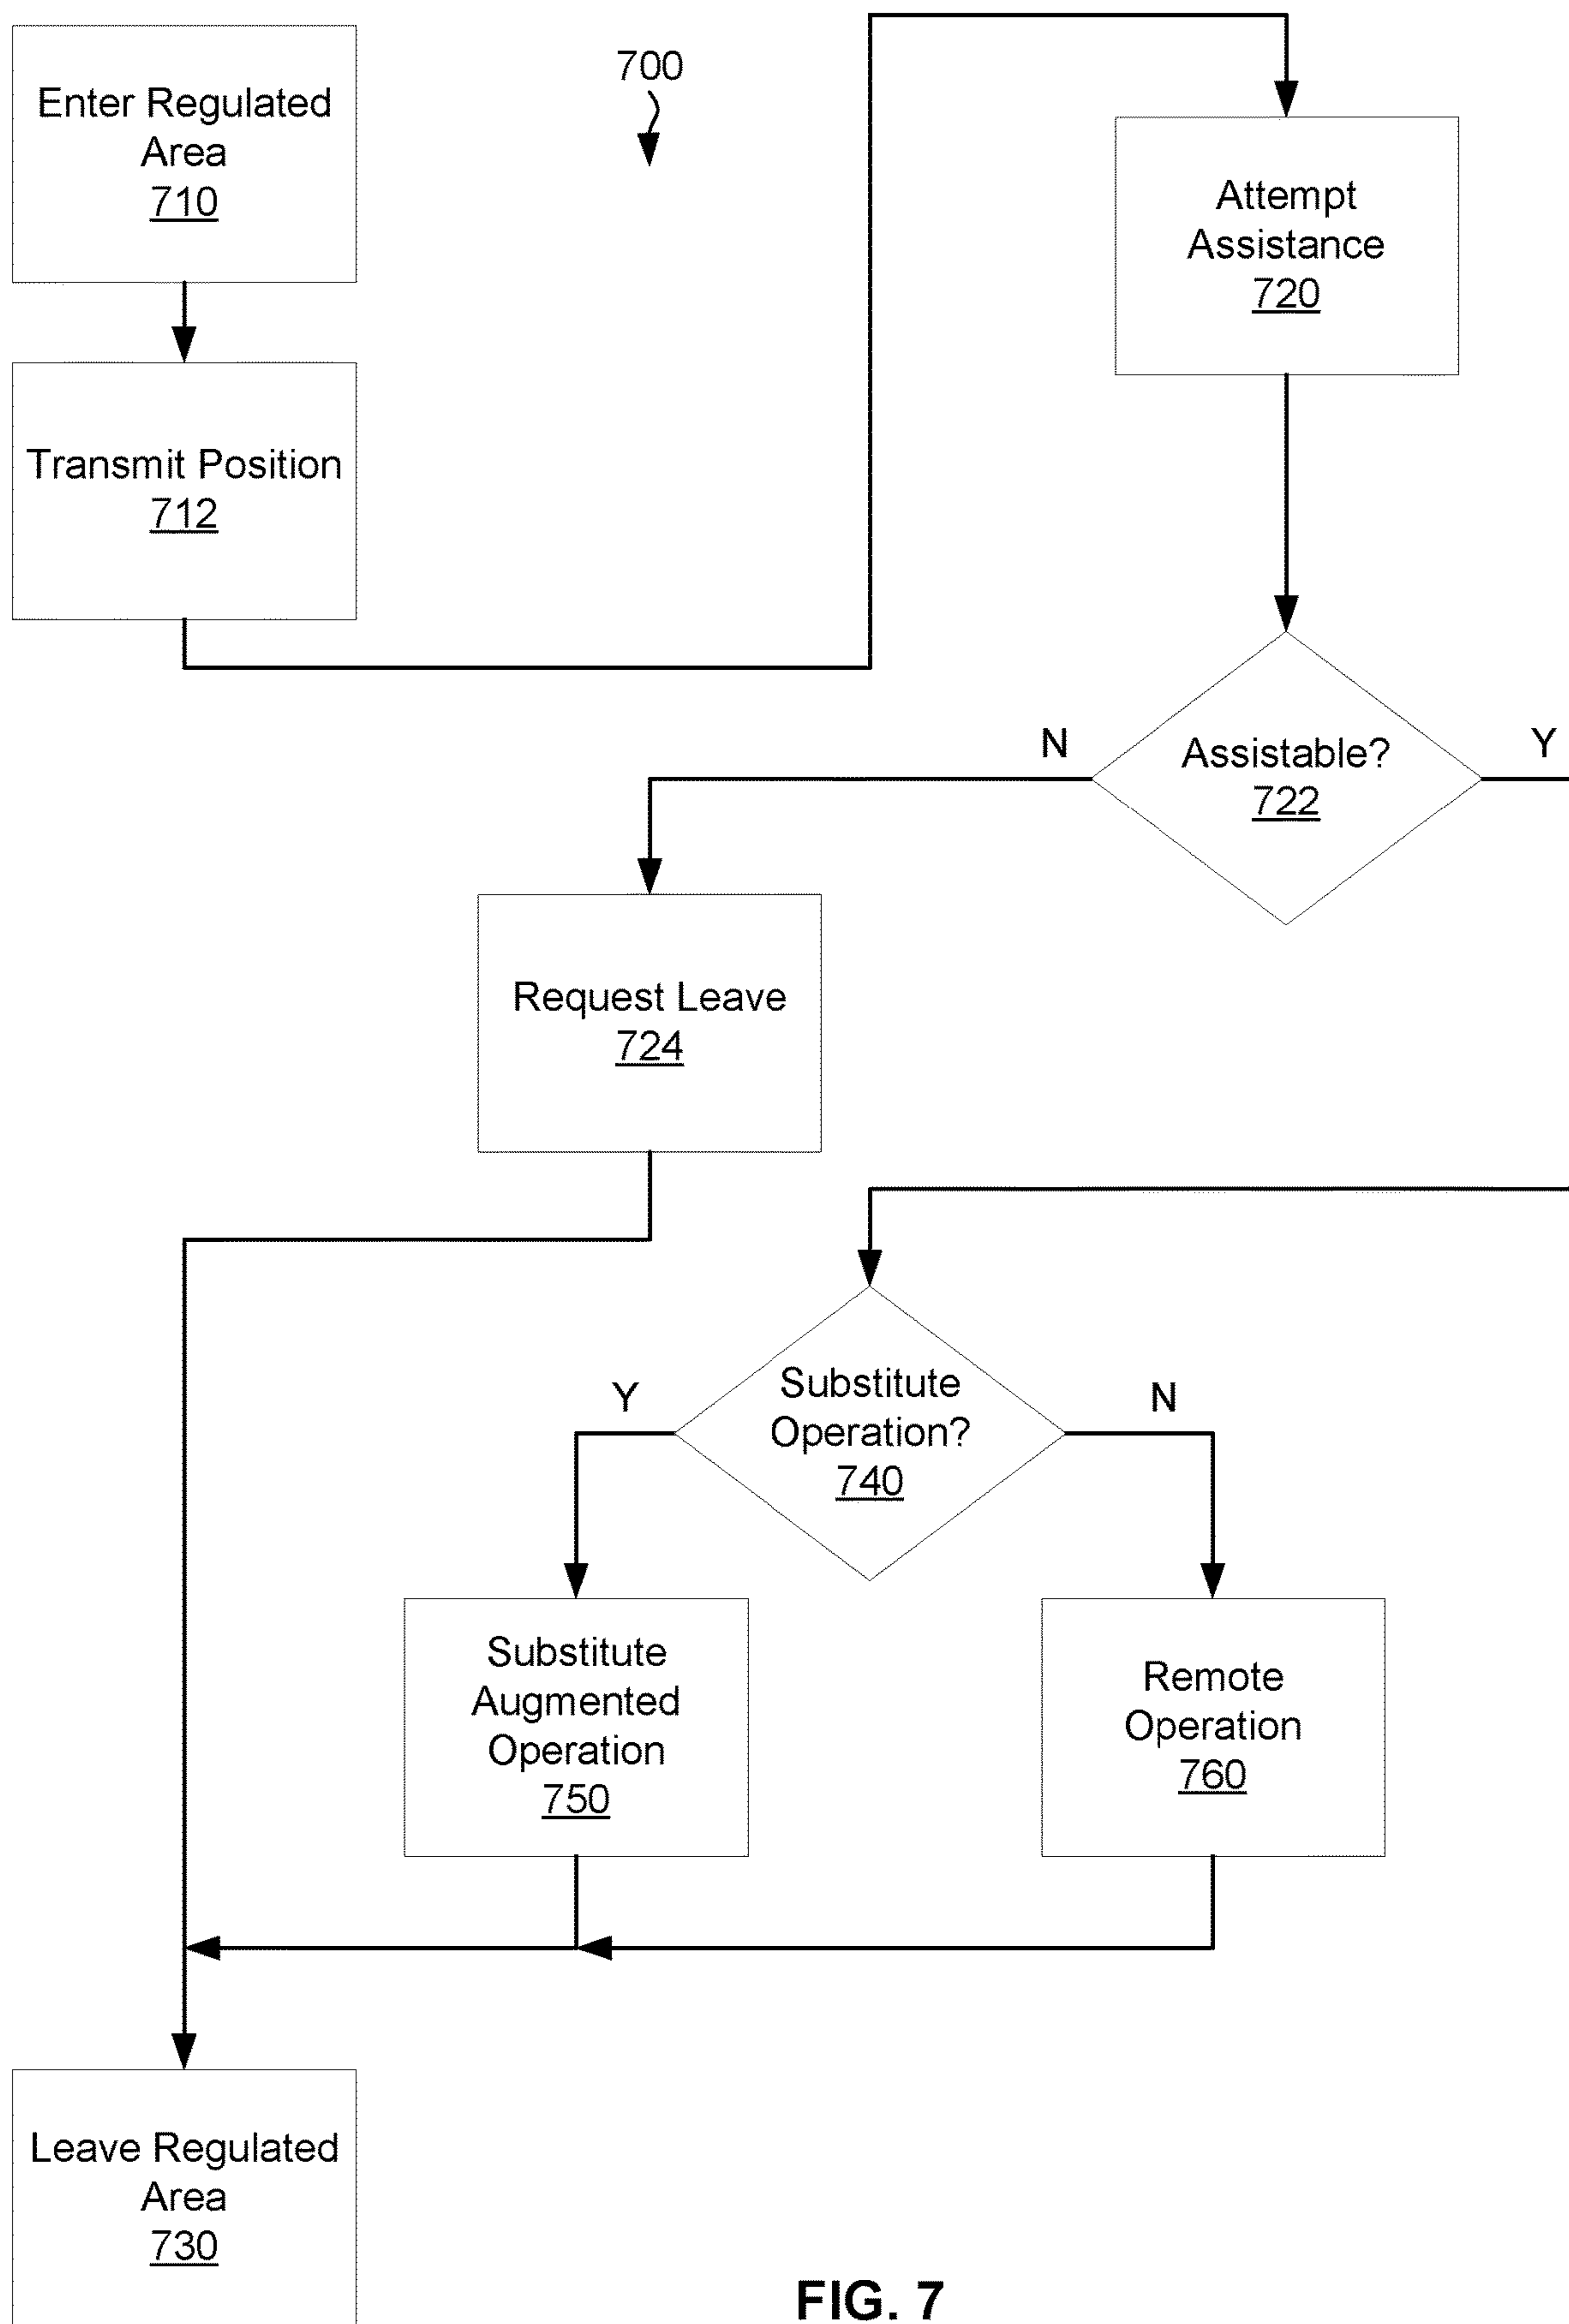 700
Enter Regulated
Area
710
Transmit Position
712
Attempt
Assistance
720
N
Assistable?
722
Y
Request Leave
724
Y
Substitute
Operation?
740
N
Substitute
Augmented
Operation
750
Remote
Operation
760
Leave Regulated
Area
730
FIG. 7